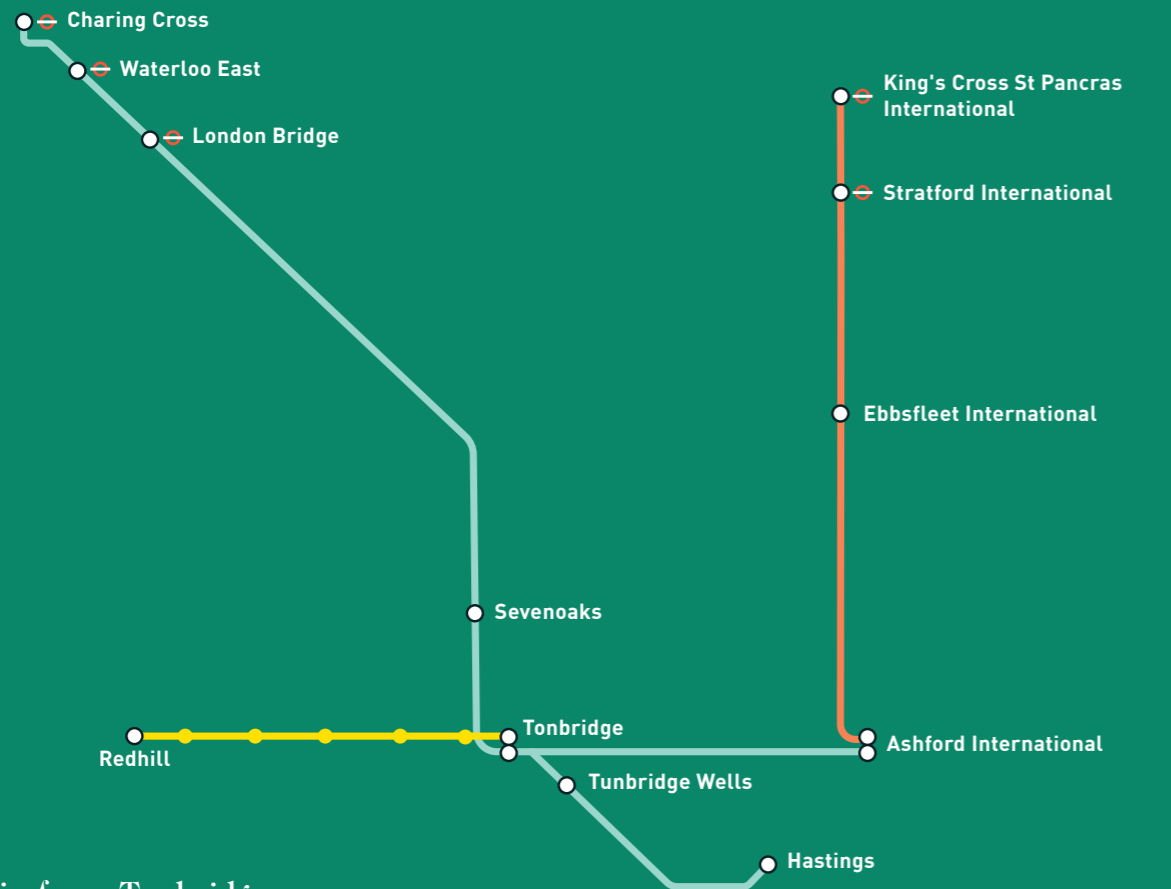 Charing Cross
Waterloo East
London Bridge
King's Cross St Pancras
International
Stratford International
Ebbsfleet International
Sevenoaks
Tonbridge
Redhill
Ashford International
Tunbridge Wells
Hastings